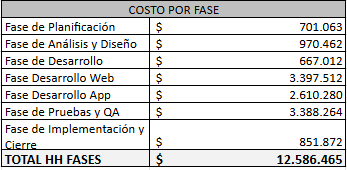 COSTO POR FASE
Fase de Planificación $ 701.063
Fase de Análisis y Diseño $ 970.462
Fase de Desarrollo $ 667.012
Fase Desarrollo Web $ 3.397.512
Fase Desarrollo App $ 2.610.280
Fase de Pruebas y QA $ 3.388.264
Fase de Implementación y
Cierre $ 851.872
TOTAL HH FASES $ 12.586.465